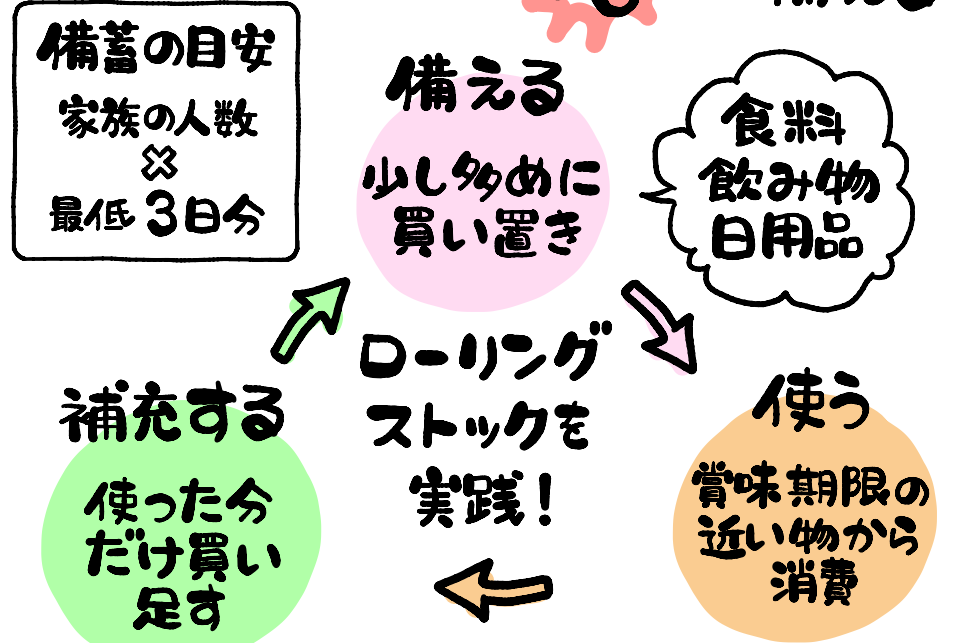 備蓄の目安
家族の人数
×
最低3日分
備える
少し多めに
買い置き
食料
飲み物
日用品
ローリング
ストックを
実践！
使う
賞味期限の
近い物から
消費
補充する
使った分
だけ買い
足す